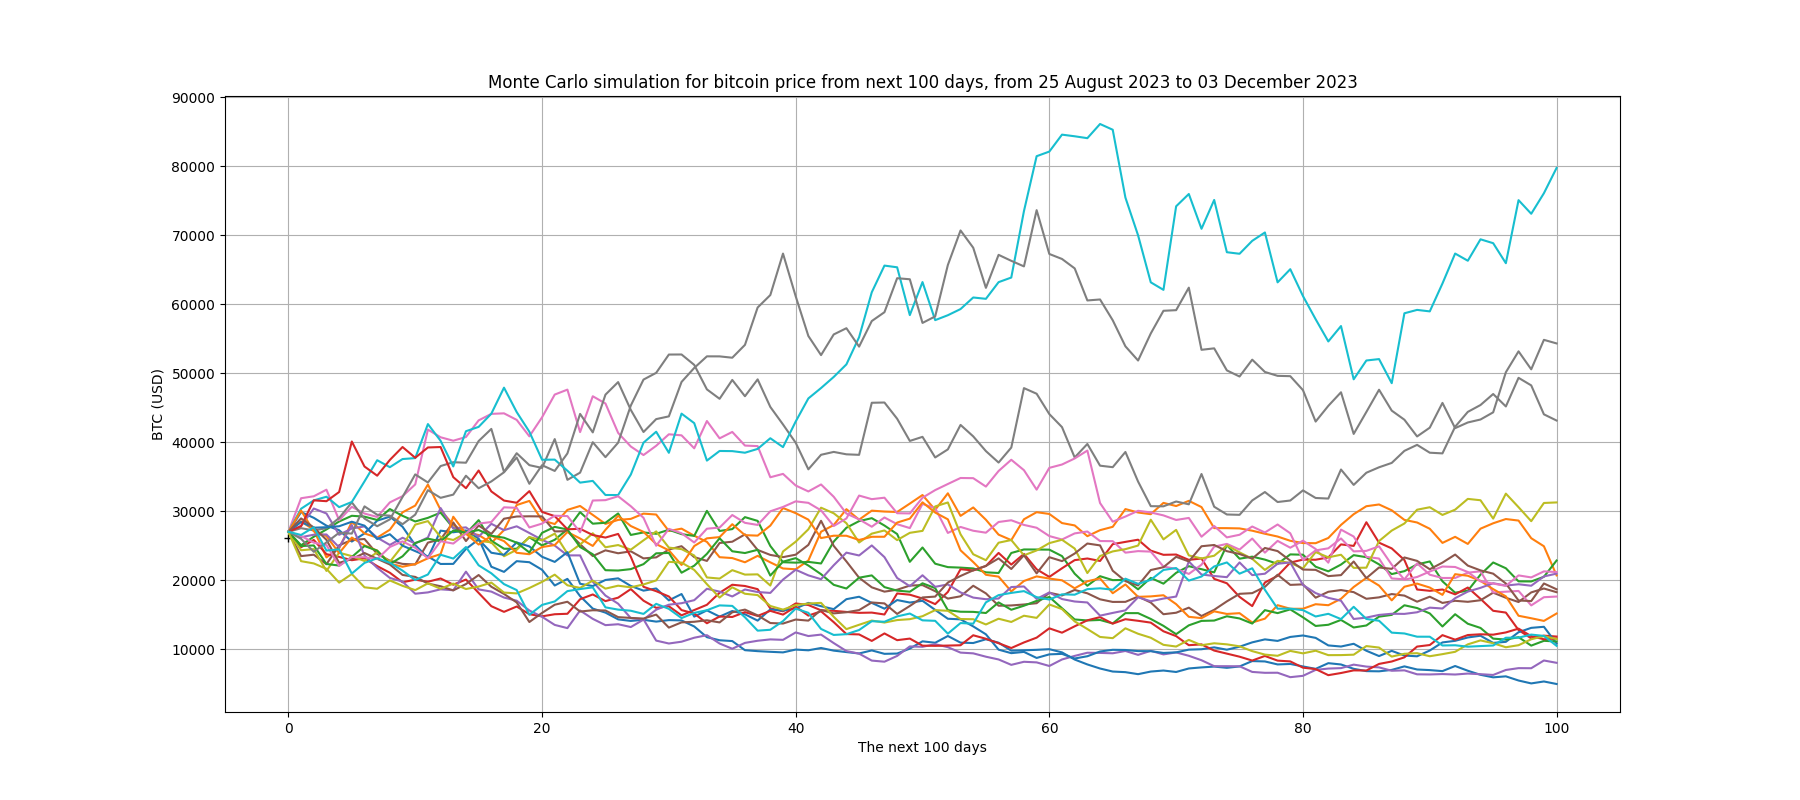 Monte Carlo simulation for bitcoin price from next 100 days, from 25 August 2023 to 03 December 2023
90000
80000
70000
60000
50000
40000
30000
20000
10000
BTC (USD)
0 20 40 60 80 100
The next 100 days